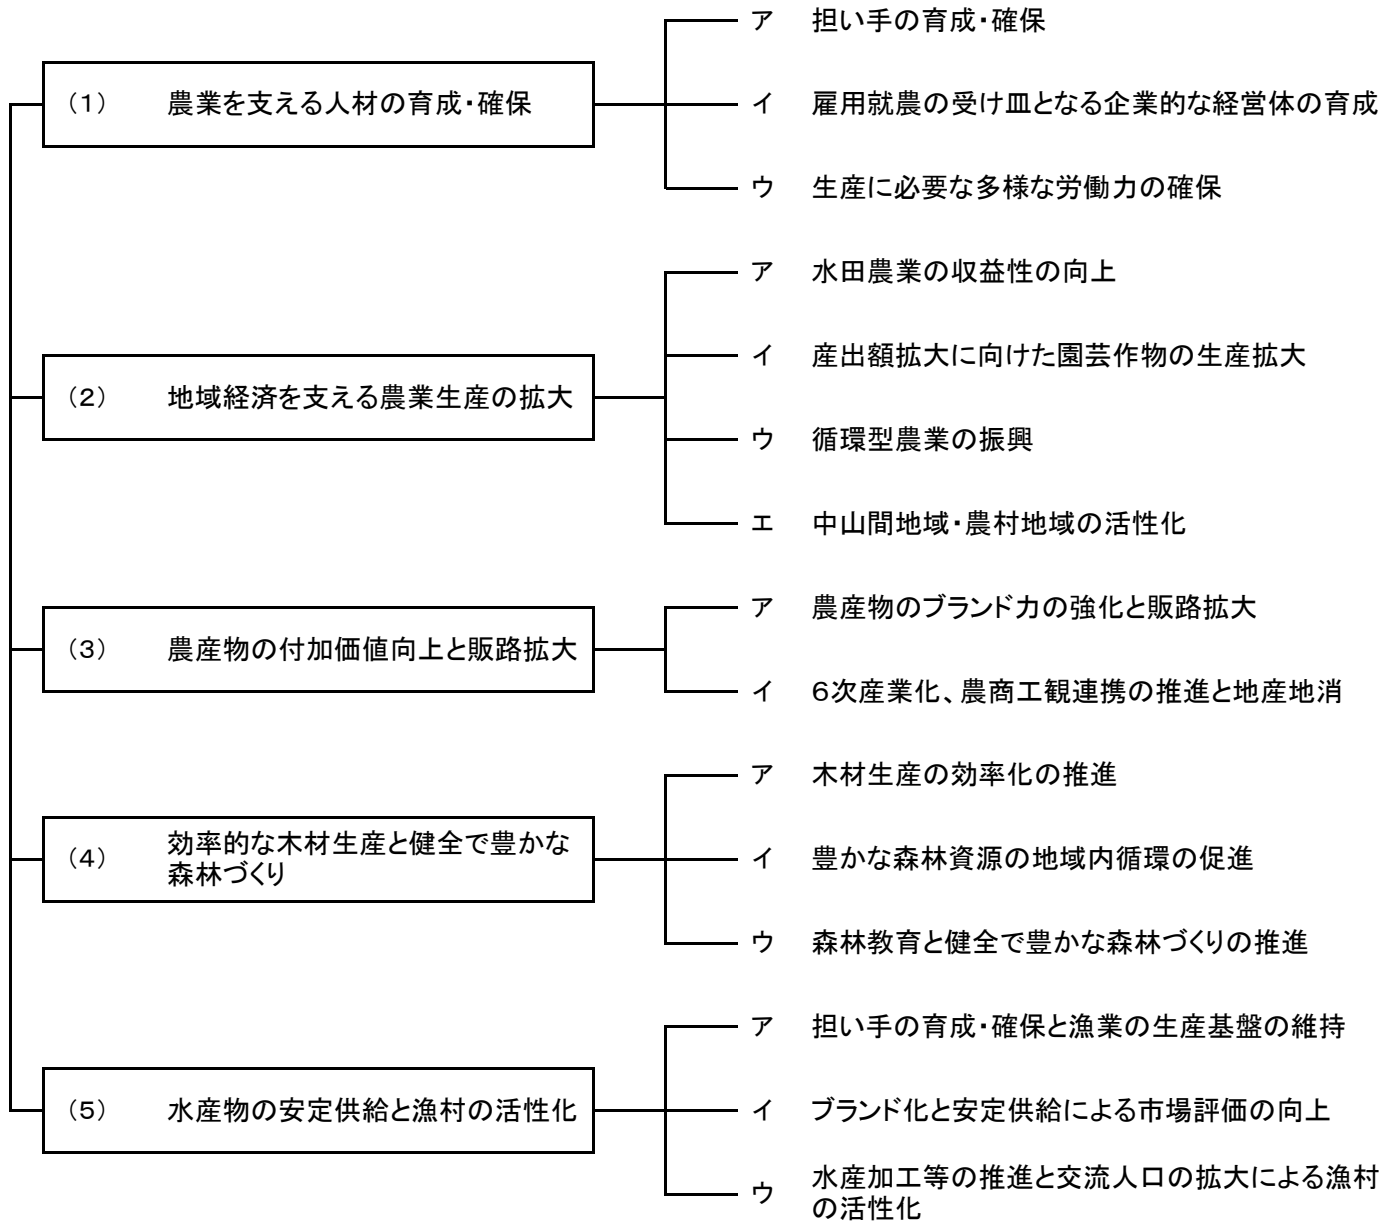 ア 担い手の育成・確保
(1) 農業を支える人材の育成・確保
イ 雇用就農の受け皿となる企業的な経営体の育成
ウ 生産に必要な多様な労働力の確保
ア 水田農業の収益性の向上
イ 産出額拡大に向けた園芸作物の生産拡大
(2) 地域経済を支える農業生産の拡大
ウ 循環型農業の振興
エ 中山間地域・農村地域の活性化
ア 農産物のブランド力の強化と販路拡大
(3) 農産物の付加価値向上と販路拡大
イ 6次産業化、農商工観連携の推進と地産地消
ア 木材生産の効率化の推進
(4) 効率的な木材生産と健全で豊かな
森林づくり
イ 豊かな森林資源の地域内循環の促進
ウ 森林教育と健全で豊かな森林づくりの推進
ア 担い手の育成・確保と漁業の生産基盤の維持
(5) 水産物の安定供給と漁村の活性化
イ ブランド化と安定供給による市場評価の向上
ウ 水産加工等の推進と交流人口の拡大による漁村
の活性化